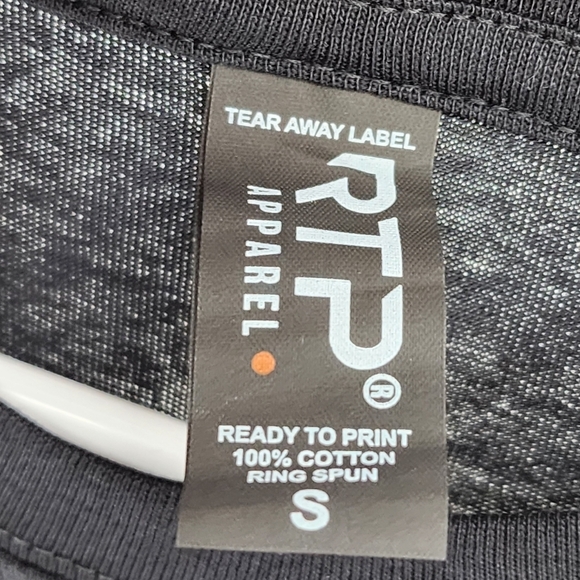 TEAR AWAY LABEL
RTP®
APPAREL
READY TO PRINT
100% COTTON
RING SPUN
S